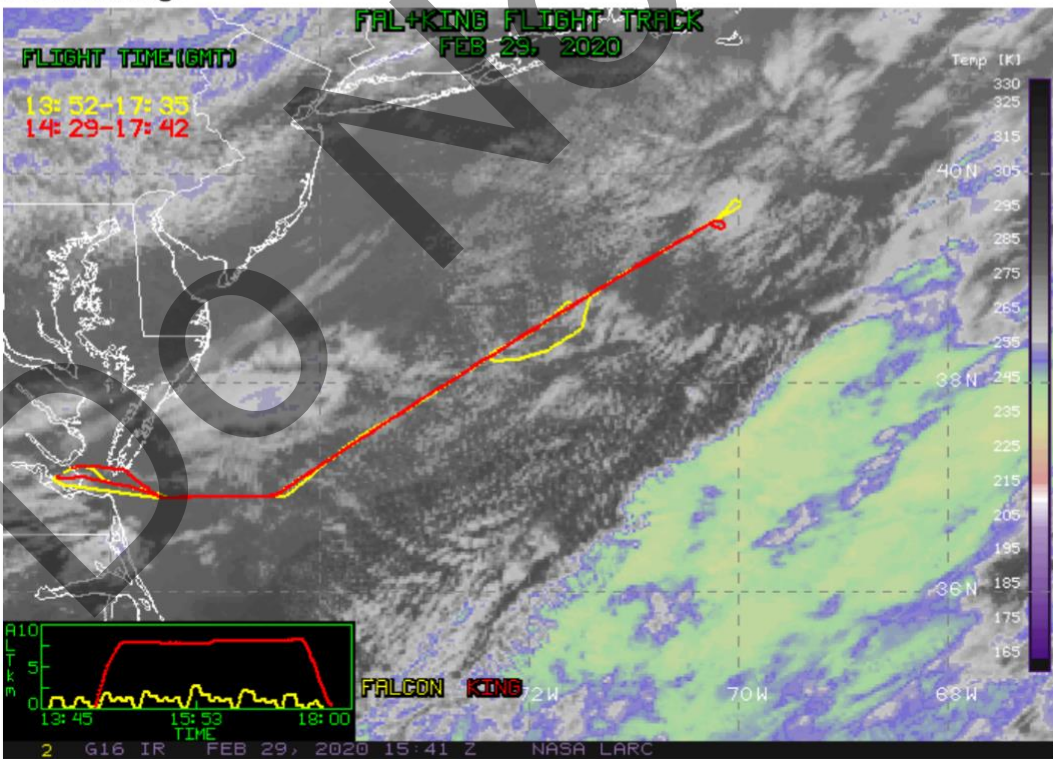 FAL+KING FLIGHT TRACK
FEB 29, 2020
FLIGHT TIME(GMT)
13:52-17:35
14:29-17:42
Temp [K]
330
325
315
305
295
285
275
265
255
245
235
225
215
205
195
185
175
165
40N
38N
36N
72W
70W
68W
ALT km
10
5
0
13:45
15:53
18:00
TIME
FALCON KING
2 G16 IR FEB 29, 2020 15:41 Z NASA LARC
DO NO